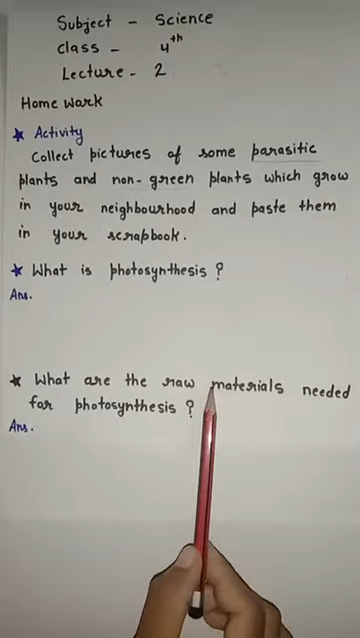 Subject - Science
Class - 4th
Lecture - 2
Home Work
★ Activity
Collect pictures of some parasitic
plants and non-green plants which grow
in your neighbourhood and paste them
in your scrapbook.
★ What is photosynthesis ?
Ans.
★ What are the raw materials needed
for photosynthesis ?
Ans.